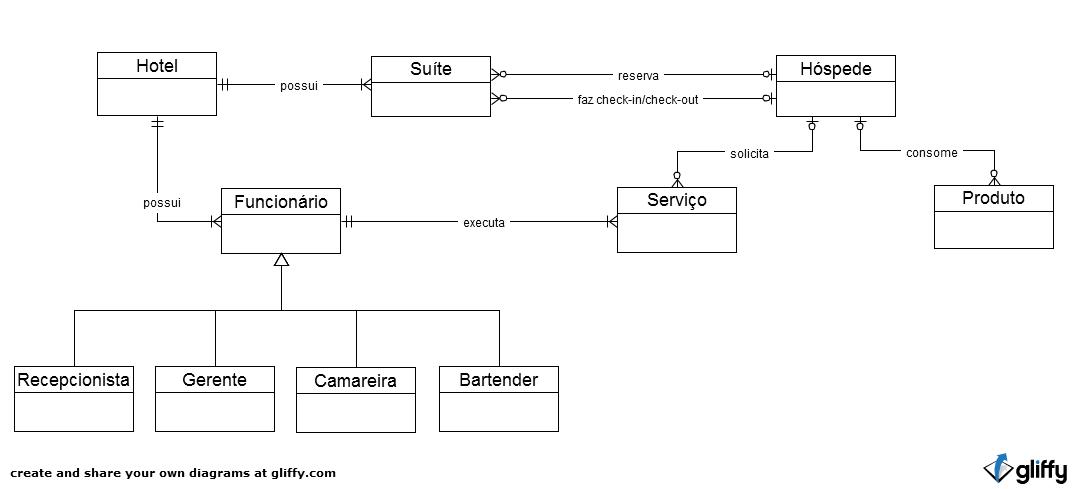 Hotel
possui
Suíte
reserva
faz check-in/check-out
Hóspede
possui
solicita
consome
Funcionário
executa
Serviço
Produto
Recepcionista
Gerente
Camareira
Bartender
create and share your own diagrams at gliffy.com
gliffy